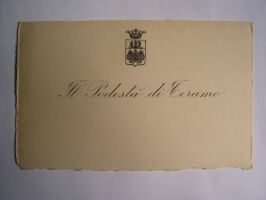 Il Podestà di Teramo